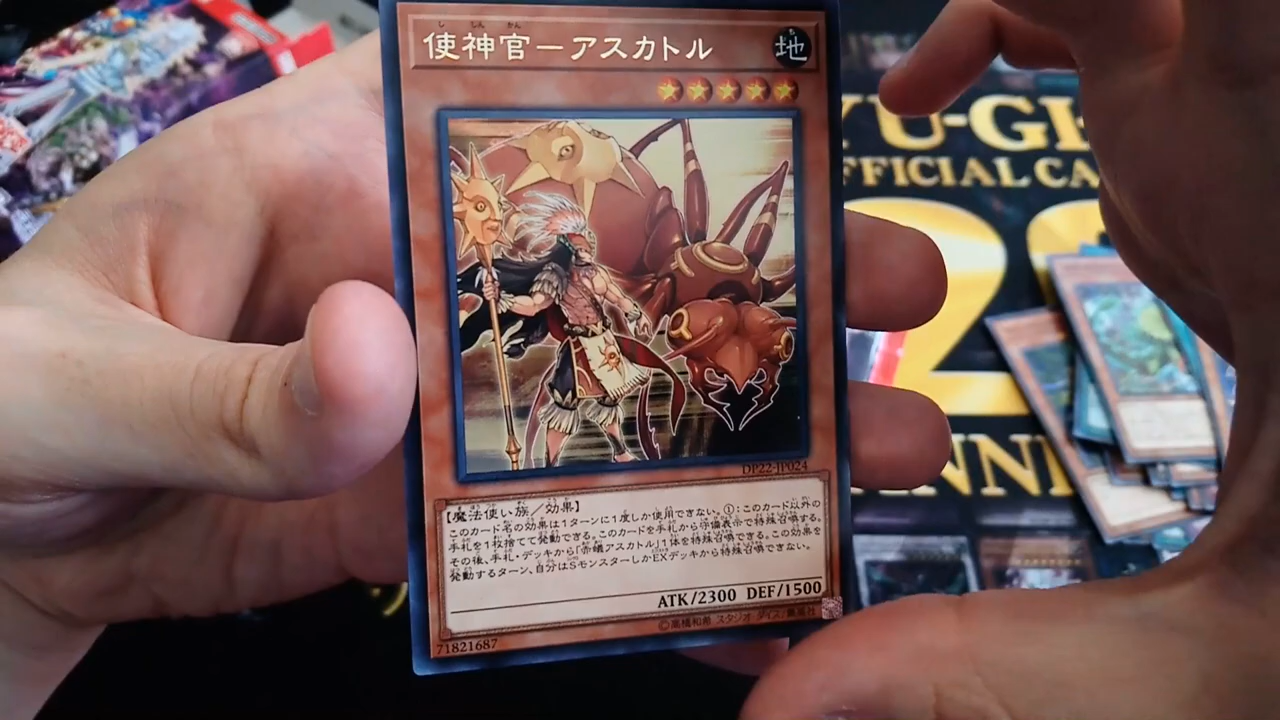 使神官－アスカトル
地
DP22-JP024
【魔法使い族／効果】
このカード名の効果は1ターンに1度しか使用できない。①：このカード以外の
手札を1枚捨てて発動できる。このカードを手札から守備表示で特殊召喚する。
その後、手札・デッキから「赤蟻アスカトル」1体を特殊召喚できる。この効果を
発動するターン、自分はSモンスターしかEXデッキから特殊召喚できない。
ATK/2300 DEF/1500
71821687
©高橋和希 スタジオ・ダイス/集英社
YU-G
FFICIAL CA
2
NNI